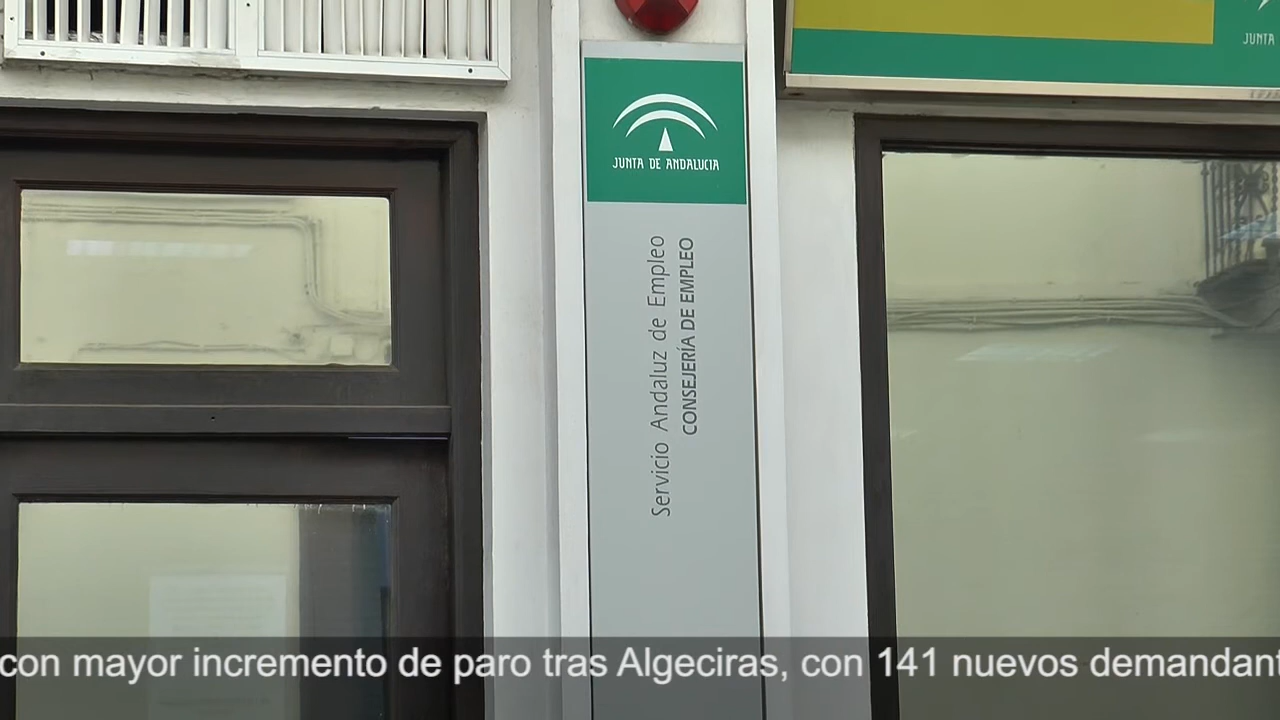 JUNTA DE ANDALUCIA
JUNTA
Servicio Andaluz de Empleo
CONSEJERÍA DE EMPLEO
con mayor incremento de paro tras Algeciras, con 141 nuevos demandant